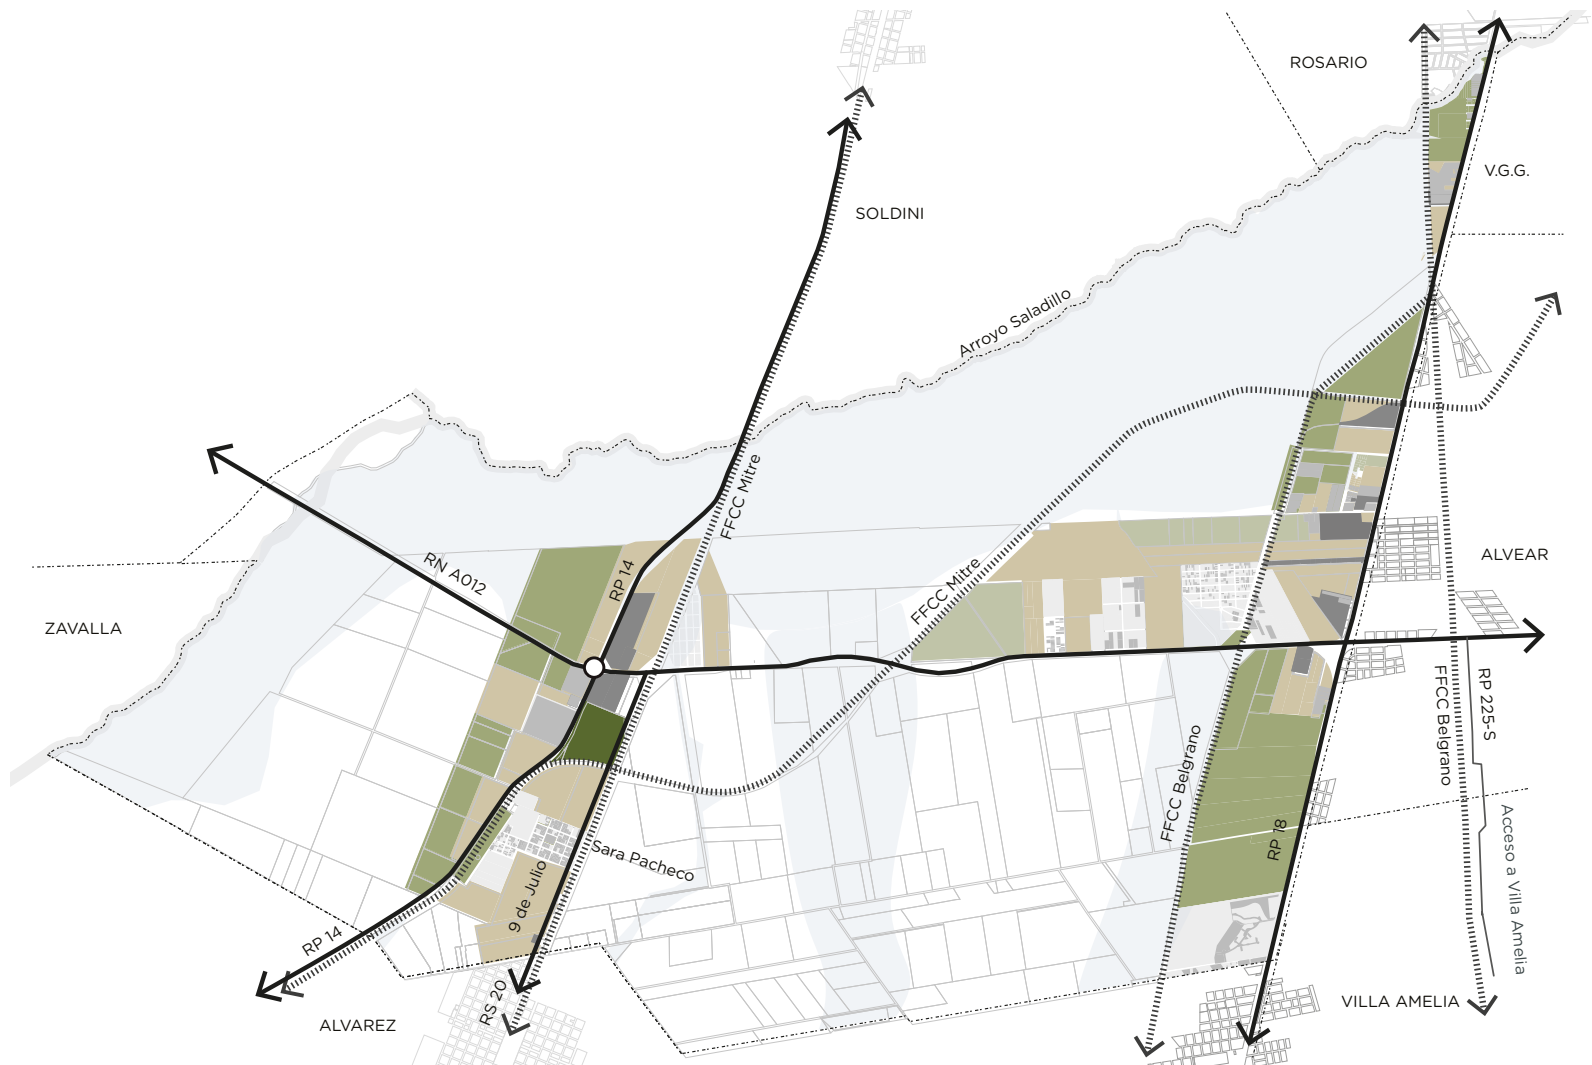 ROSARIO
V.G.G.
SOLDINI
Arroyo Saladillo
FFCC Mitre
RN A012
RP 14
ALVEAR
FFCC Mitre
ZAVALLA
FFCC Belgrano
RP 225-S
FFCC Belgrano
RP 18
Acceso a Villa Amelia
Sara Pacheco
9 de Julio
RP 14
RS 20
ALVAREZ
VILLA AMELIA